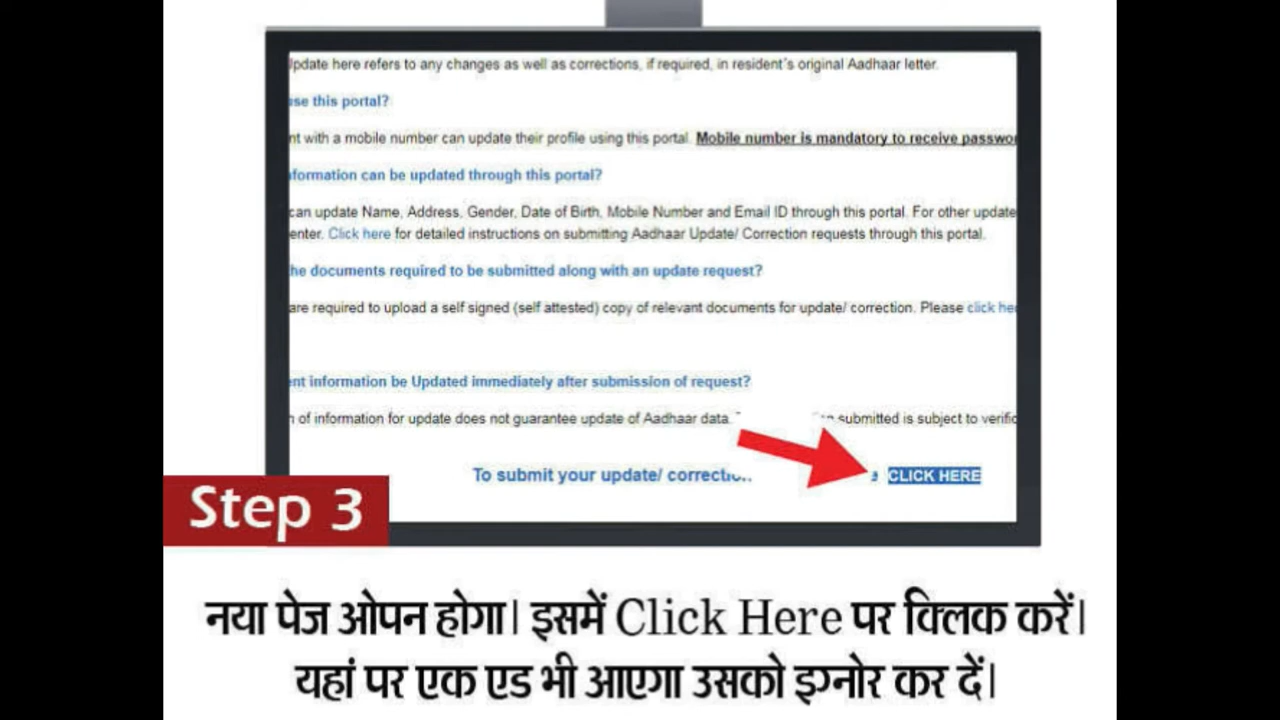 Update here refers to any changes as well as corrections, if required, in resident's original Aadhaar letter.
use this portal?
nt with a mobile number can update their profile using this portal. Mobile number is mandatory to receive passwor
formation can be updated through this portal?
can update Name, Address, Gender, Date of Birth, Mobile Number and Email ID through this portal. For other update
enter. Click here for detailed instructions on submitting Aadhaar Update/ Correction requests through this portal.
he documents required to be submitted along with an update request?
are required to upload a self signed (self attested) copy of relevant documents for update/ correction. Please click her
nt information be Updated immediately after submission of request?
n of information for update does not guarantee update of Aadhaar data. submitted is subject to verific
To submit your update/ correction CLICK HERE
Step 3
नया पेज ओपन होगा। इसमें Click Here पर क्लिक करें।
यहां पर एक एड भी आएगा उसको इग्नोर कर दें।